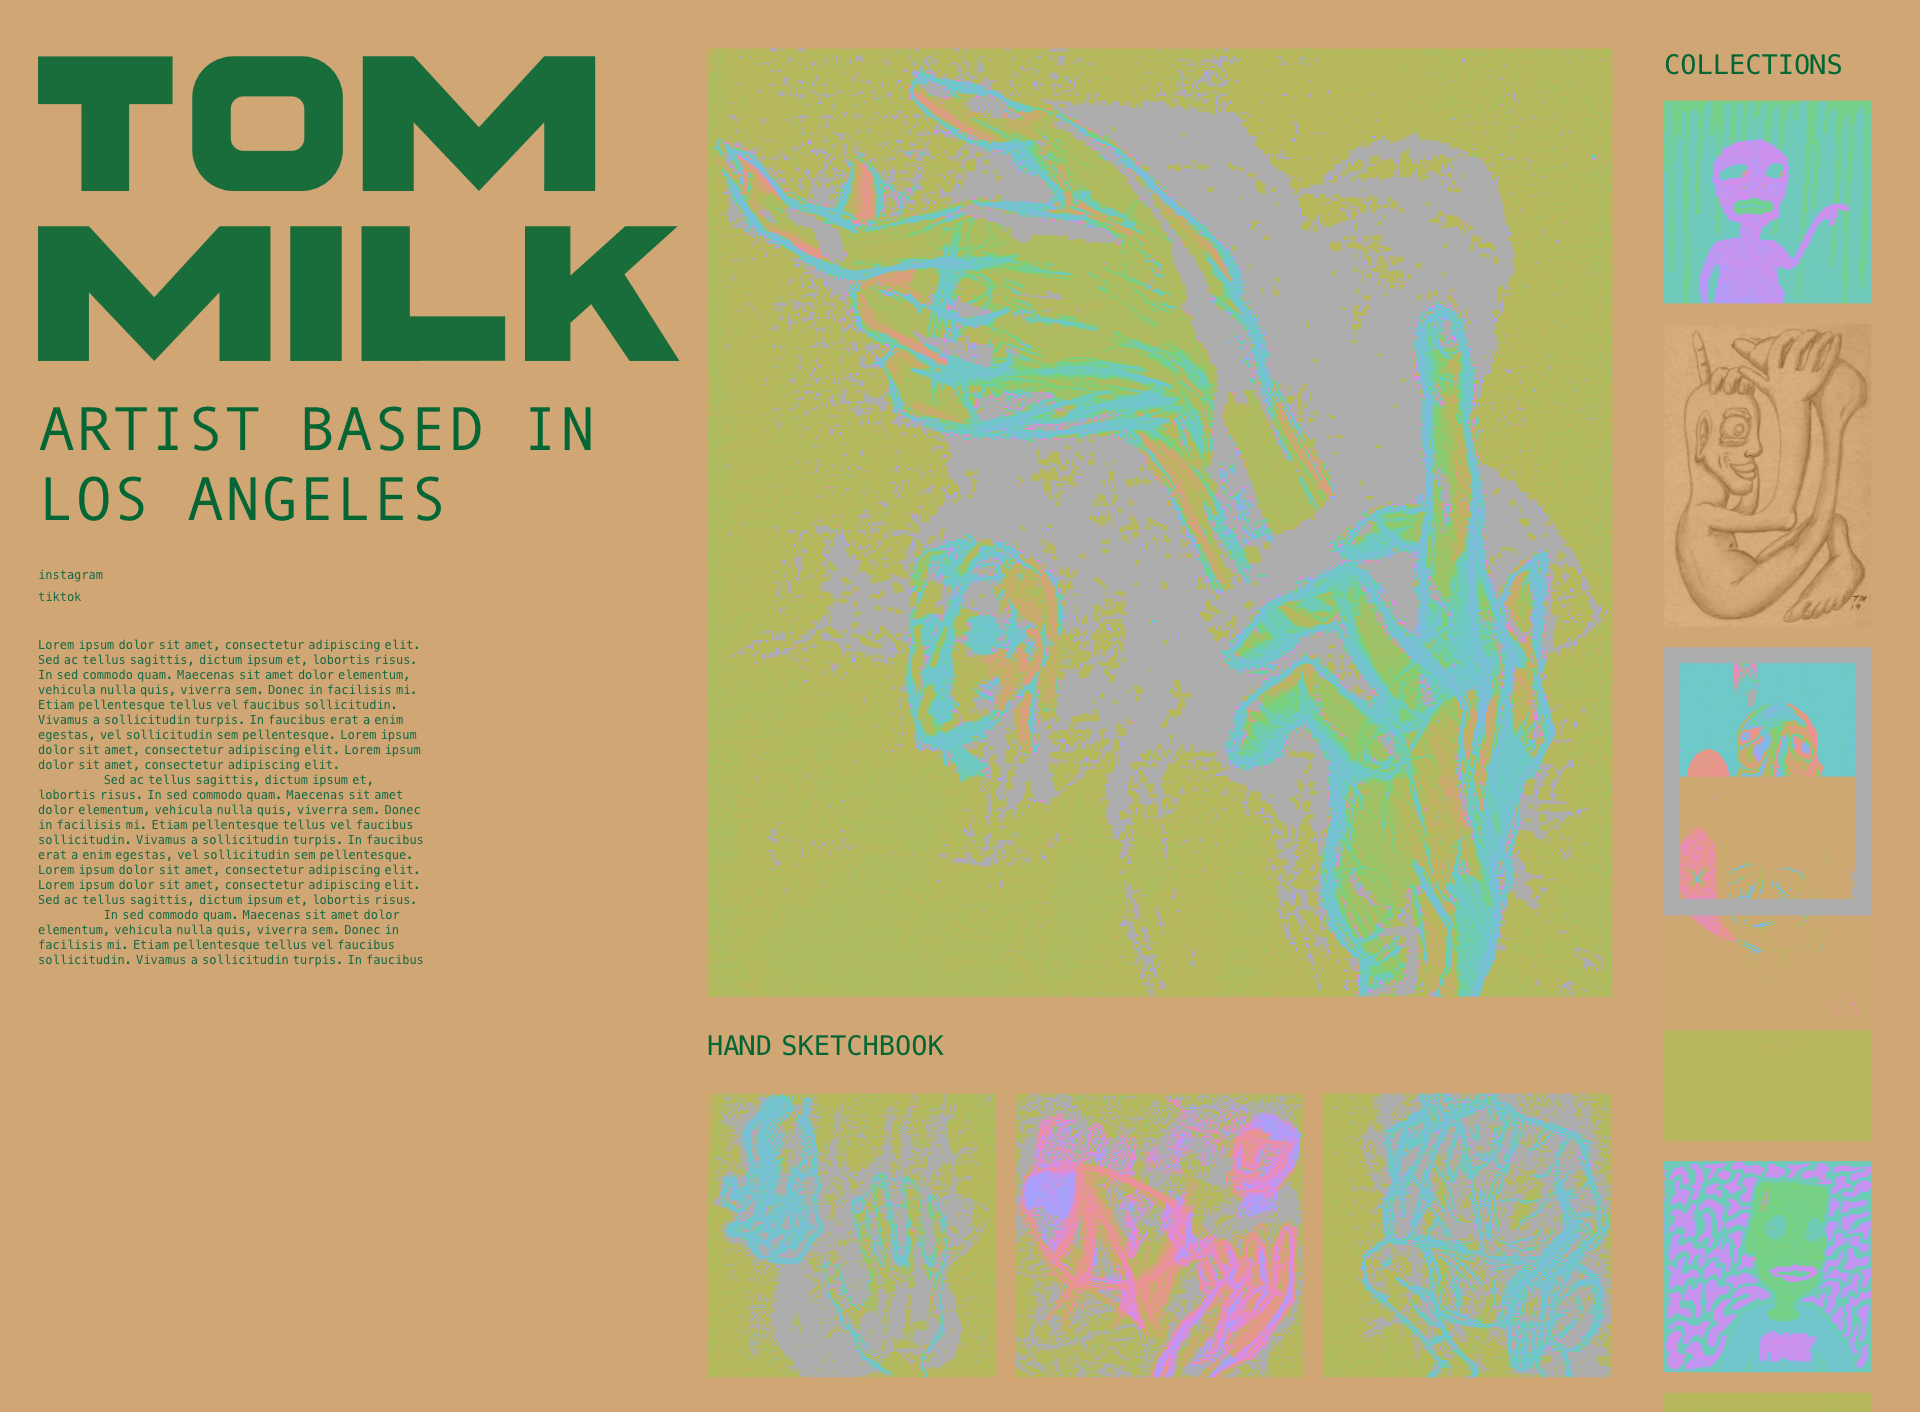 TOM
MILK
ARTIST BASED IN
LOS ANGELES
instagram
tiktok
Lorem ipsum dolor sit amet, consectetur adipiscing elit.
Sed ac tellus sagittis, dictum ipsum et, lobortis risus.
In sed commodo quam. Maecenas sit amet dolor elementum,
vehicula nulla quis, viverra sem. Donec in facilisis mi.
Etiam pellentesque tellus vel faucibus sollicitudin.
Vivamus a sollicitudin turpis. In faucibus erat a enim
egestas, vel sollicitudin sem pellentesque. Lorem ipsum
dolor sit amet, consectetur adipiscing elit. Lorem ipsum
dolor sit amet, consectetur adipiscing elit.
Sed ac tellus sagittis, dictum ipsum et,
lobortis risus. In sed commodo quam. Maecenas sit amet
dolor elementum, vehicula nulla quis, viverra sem. Donec
in facilisis mi. Etiam pellentesque tellus vel faucibus
sollicitudin. Vivamus a sollicitudin turpis. In faucibus
erat a enim egestas, vel sollicitudin sem pellentesque.
Lorem ipsum dolor sit amet, consectetur adipiscing elit.
Lorem ipsum dolor sit amet, consectetur adipiscing elit.
Sed ac tellus sagittis, dictum ipsum et, lobortis risus.
In sed commodo quam. Maecenas sit amet dolor
elementum, vehicula nulla quis, viverra sem. Donec in
facilisis mi. Etiam pellentesque tellus vel faucibus
sollicitudin. Vivamus a sollicitudin turpis. In faucibus
HAND SKETCHBOOK
COLLECTIONS
TM
19